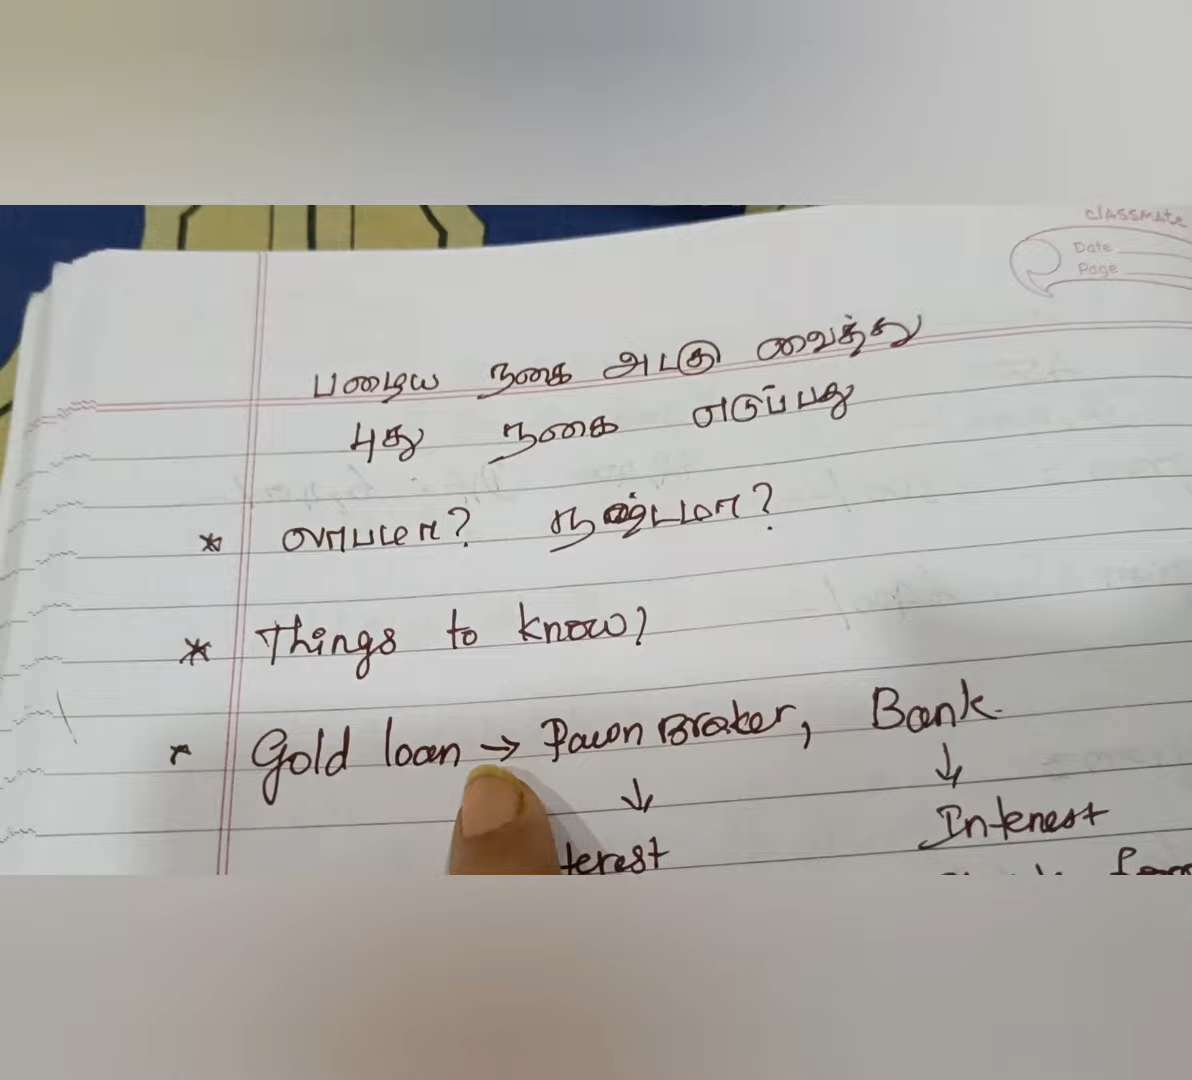 classmate
Date
Page
பழைய நகை அடகு வைத்து
புது நகை எடுப்பது
* லாபமா? நஷ்டமா?
* Things to know?
* Gold loan → Pawn Broker, Bank.
↓ ↓
terest Interest